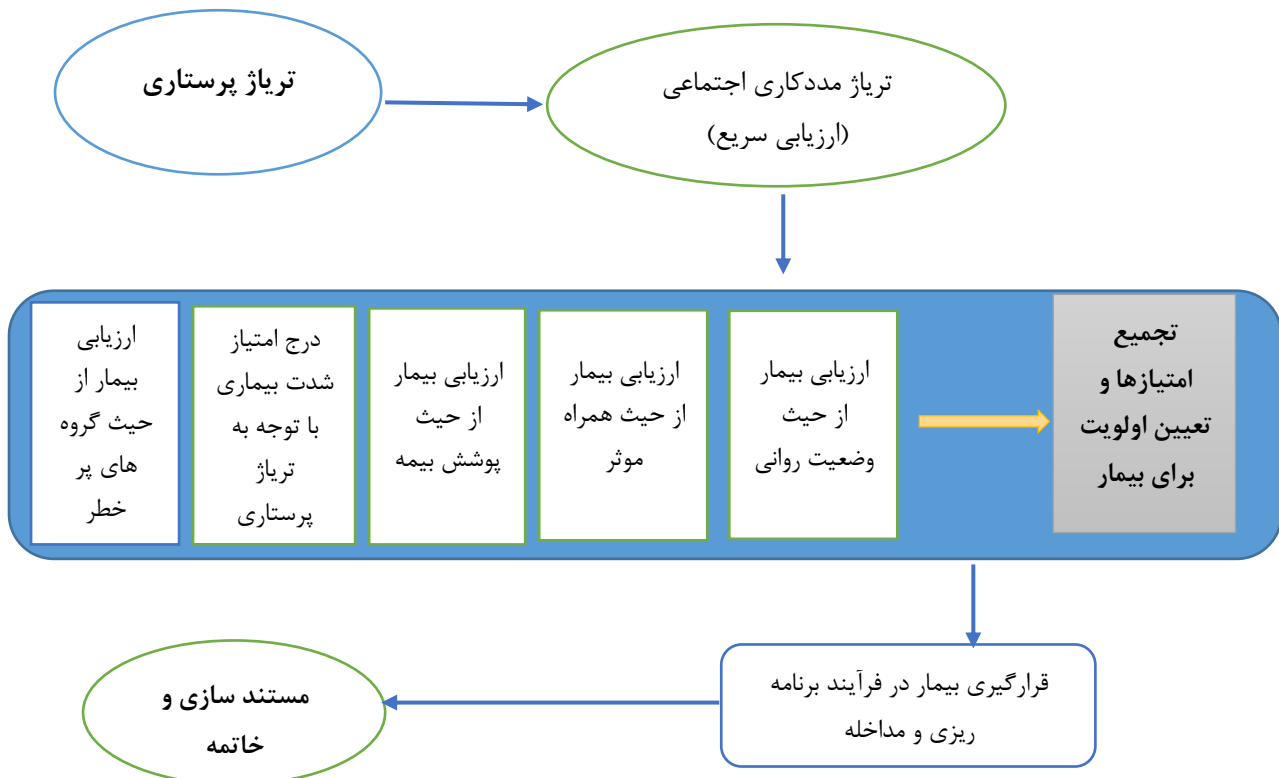 تریاژ پرستاری
تریاژ مددکاری اجتماعی
(ارزیابی سریع)
ارزیابی
بیمار از
حیث گروه
های پر
خطر
درج امتیاز
شدت بیماری
با توجه به
تریاژ
پرستاری
ارزیابی بیمار
از حیث
پوشش بیمه
ارزیابی بیمار
از حیث همراه
موثر
ارزیابی بیمار
از حیث
وضعیت روانی
تجمیع
امتیازها و
تعیین اولویت
برای بیمار
قرارگیری بیمار در فرآیند برنامه
ریزی و مداخله
مستند سازی و
خاتمه